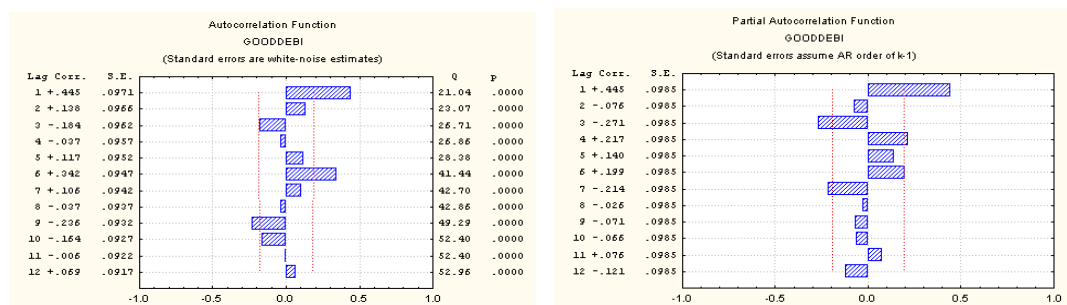 Autocorrelation Function
GOODDEBI
(Standard errors are white-noise estimates)
Lag Corr. S.E. Q p
1 +.445 .0971 21.04 .0000
2 +.138 .0966 23.07 .0000
3 -.184 .0962 26.71 .0000
4 -.037 .0957 26.86 .0000
5 +.117 .0952 28.38 .0000
6 +.342 .0947 41.44 .0000
7 +.106 .0942 42.70 .0000
8 -.037 .0937 42.86 .0000
9 -.236 .0932 49.29 .0000
10 -.164 .0927 52.40 .0000
11 -.006 .0922 52.40 .0000
12 +.069 .0917 52.96 .0000
-1.0 -0.5 0.0 0.5 1.0
Partial Autocorrelation Function
GOODDEBI
(Standard errors assume AR order of k-1)
Lag Corr. S.E.
1 +.445 .0985
2 -.076 .0985
3 -.271 .0985
4 +.217 .0985
5 +.140 .0985
6 +.199 .0985
7 -.214 .0985
8 -.026 .0985
9 -.071 .0985
10 -.066 .0985
11 +.076 .0985
12 -.121 .0985
-1.0 -0.5 0.0 0.5 1.0